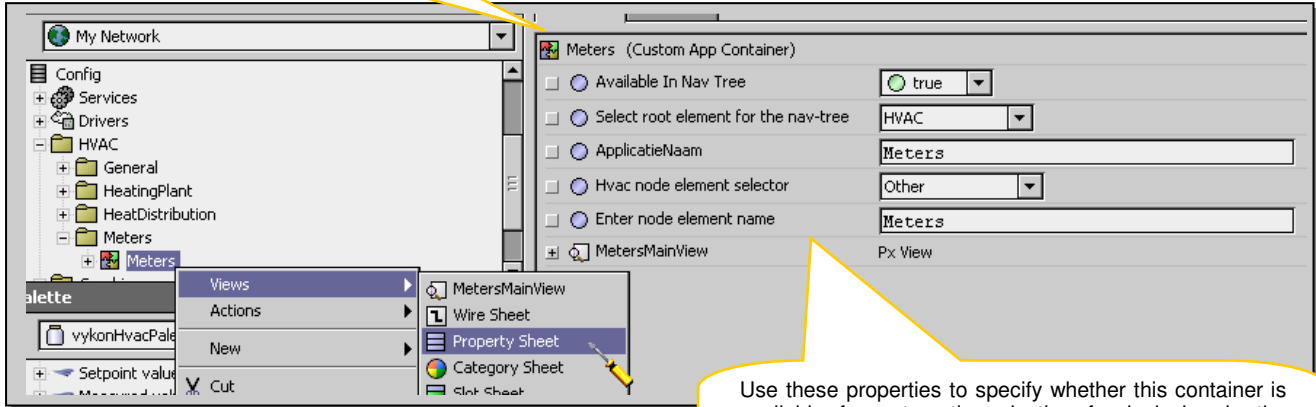 My Network
Config
Services
Drivers
HVAC
General
HeatingPlant
HeatDistribution
Meters
Meters
alette
vykonHvacPale
Setpoint value
Views
Actions
New
Cut
MetersMainView
Wire Sheet
Property Sheet
Category Sheet
Slot Sheet
Meters (Custom App Container)
Available In Nav Tree
true
Select root element for the nav-tree
HVAC
ApplicatieNaam
Meters
Hvac node element selector
Other
Enter node element name
Meters
MetersMainView
Px View
Use these properties to specify whether this container is